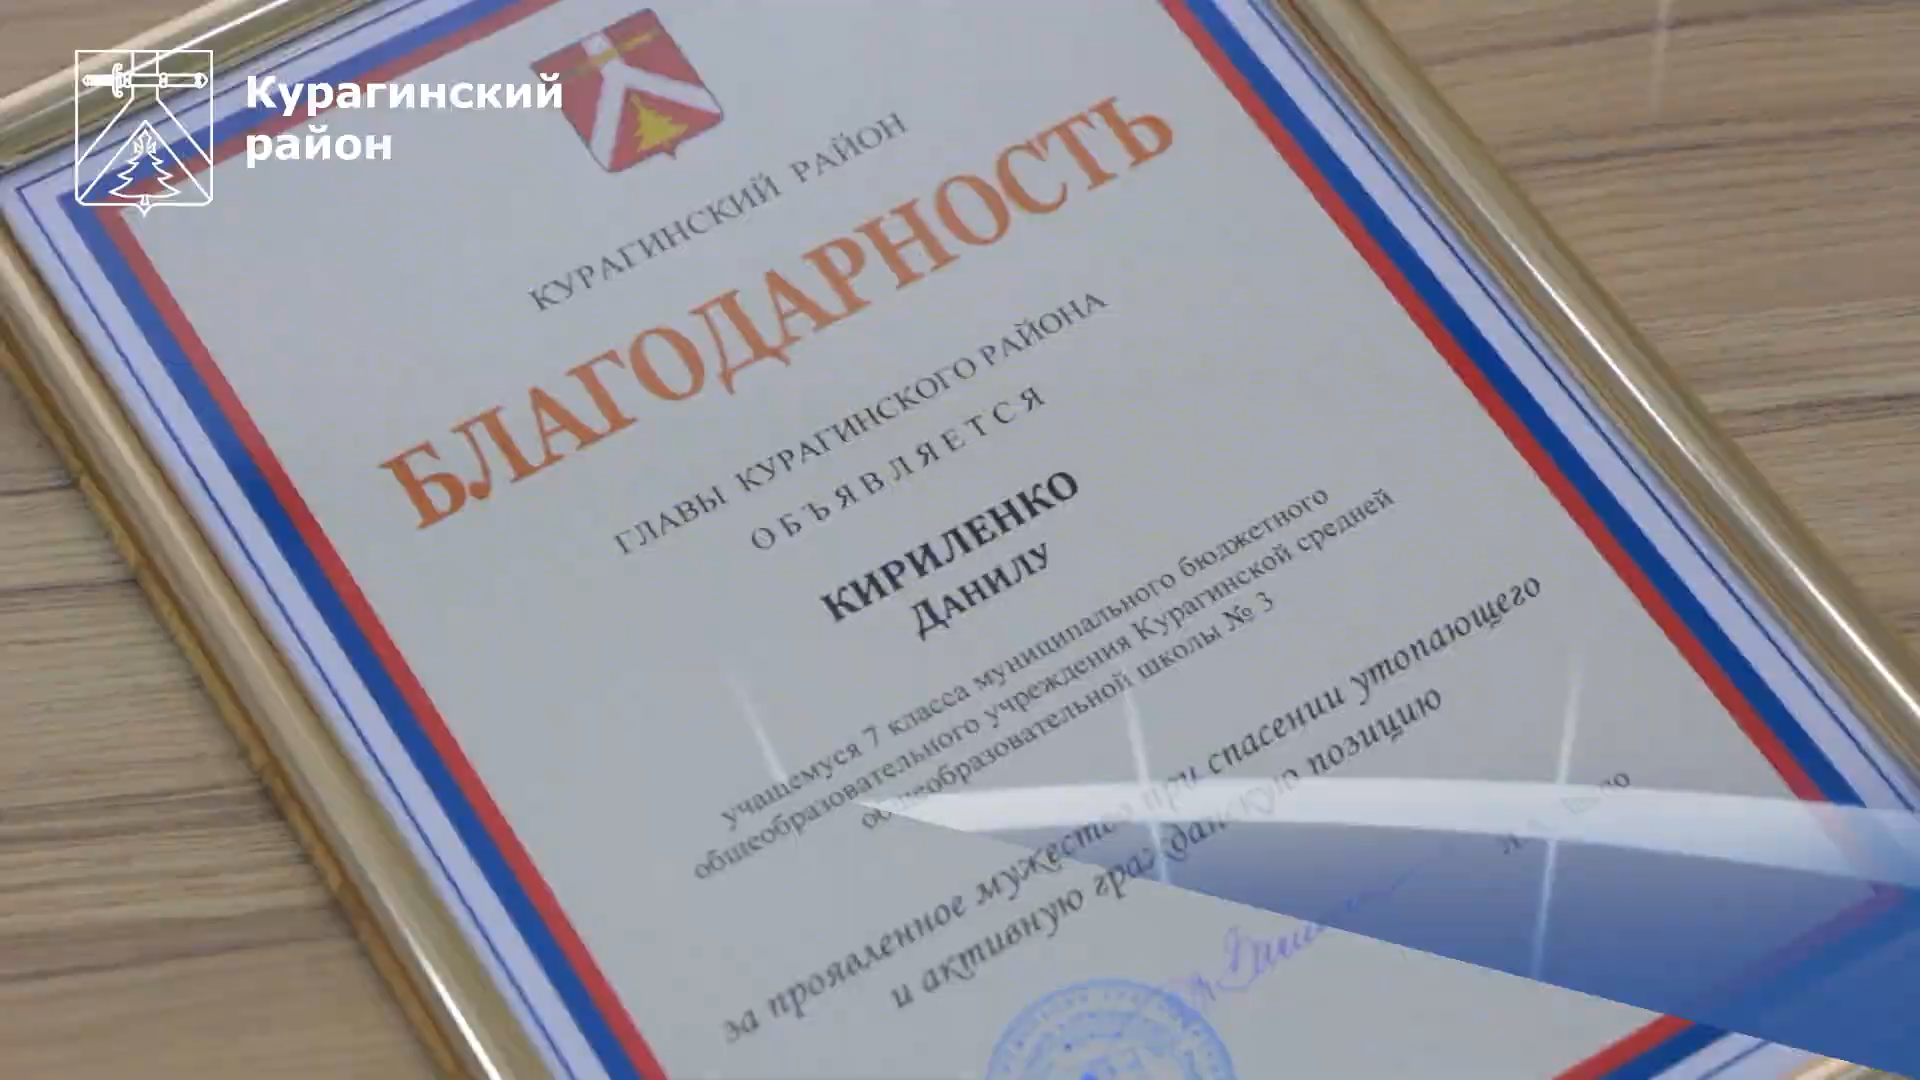 Курагинский
район
КУРАГИНСКИЙ РАЙОН
БЛАГОДАРНОСТЬ
ГЛАВЫ КУРАГИНСКОГО РАЙОНА
ОБЪЯВЛЯЕТСЯ
КИРИЛЕНКО
ДАНИЛУ
учащемуся 7 класса муниципального бюджетного
общеобразовательного учреждения Курагинской средней
общеобразовательной школы № 3
за проявленное мужество при спасении утопающего
и активную гражданскую позицию